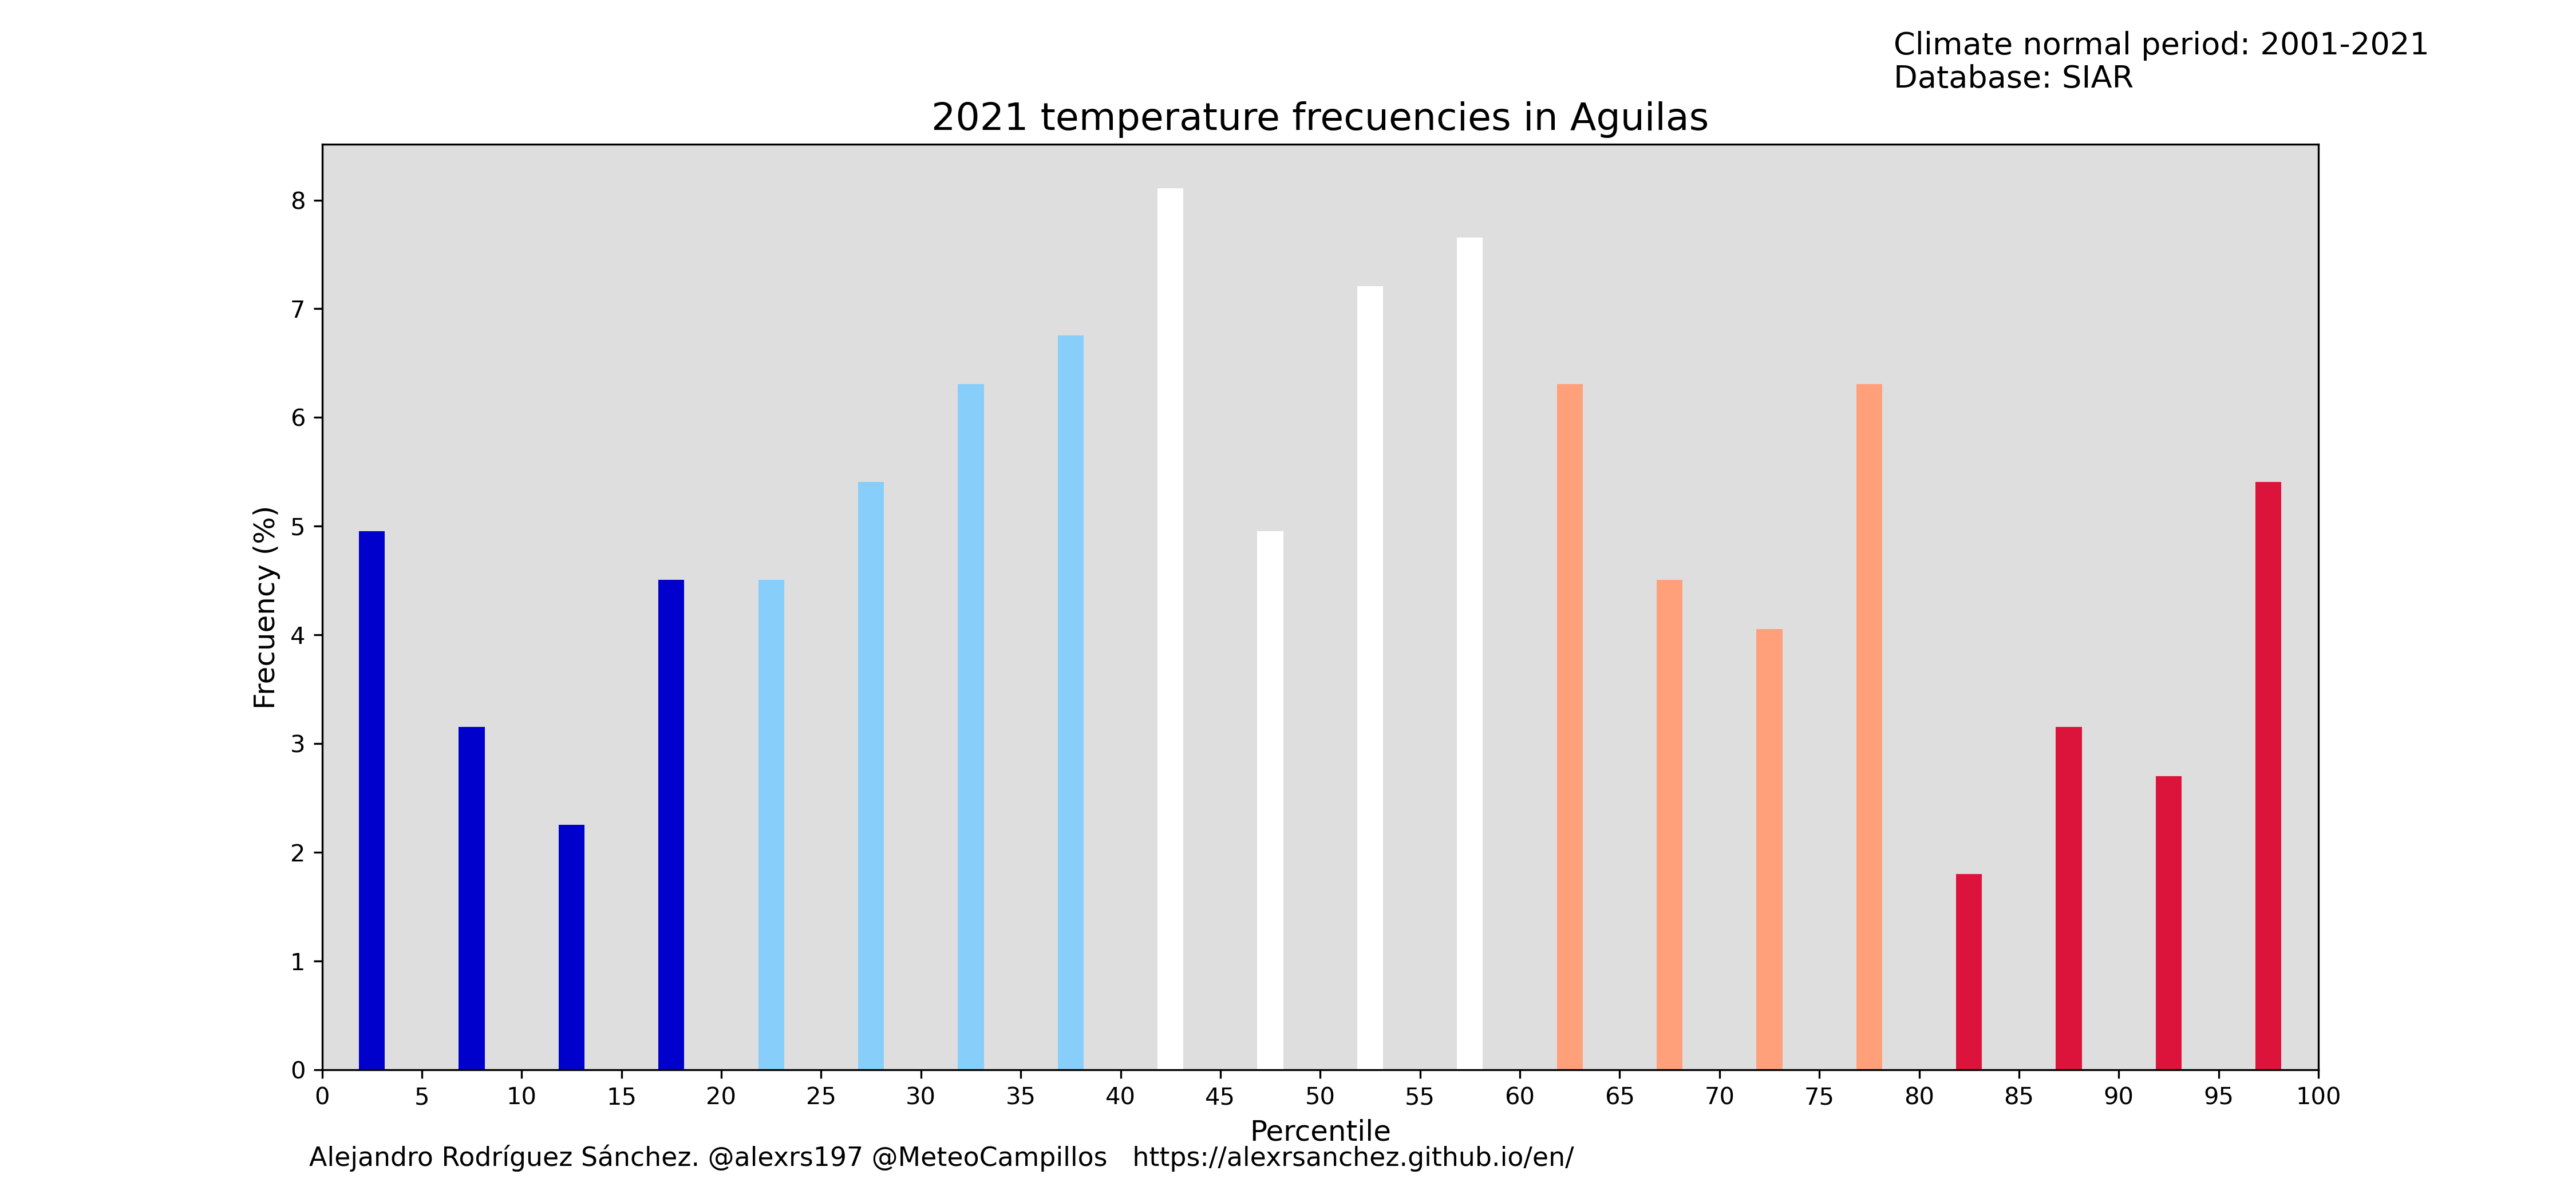 Climate normal period: 2001-2021
Database: SIAR
2021 temperature frecuencies in Aguilas
Frecuency (%)
8
7
6
5
4
3
2
1
0
0 5 10 15 20 25 30 35 40 45 50 55 60 65 70 75 80 85 90 95 100
Percentile
Alejandro Rodríguez Sánchez. @alexrs197 @MeteoCampillos https://alexrsanchez.github.io/en/